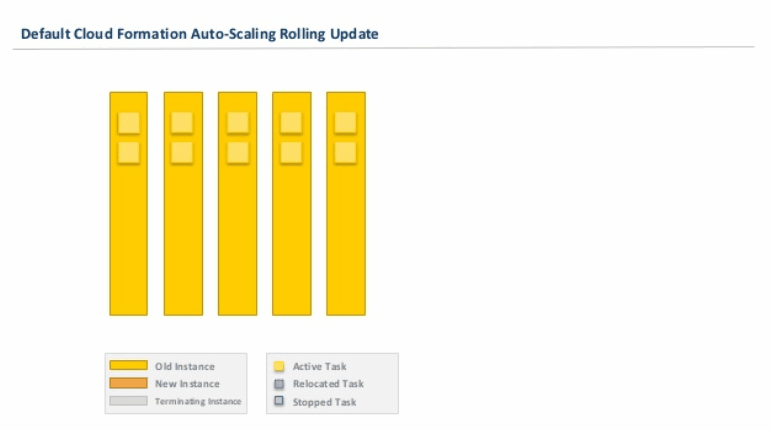 Default Cloud Formation Auto-Scaling Rolling Update
Old Instance
New Instance
Terminating Instance
Active Task
Relocated Task
Stopped Task